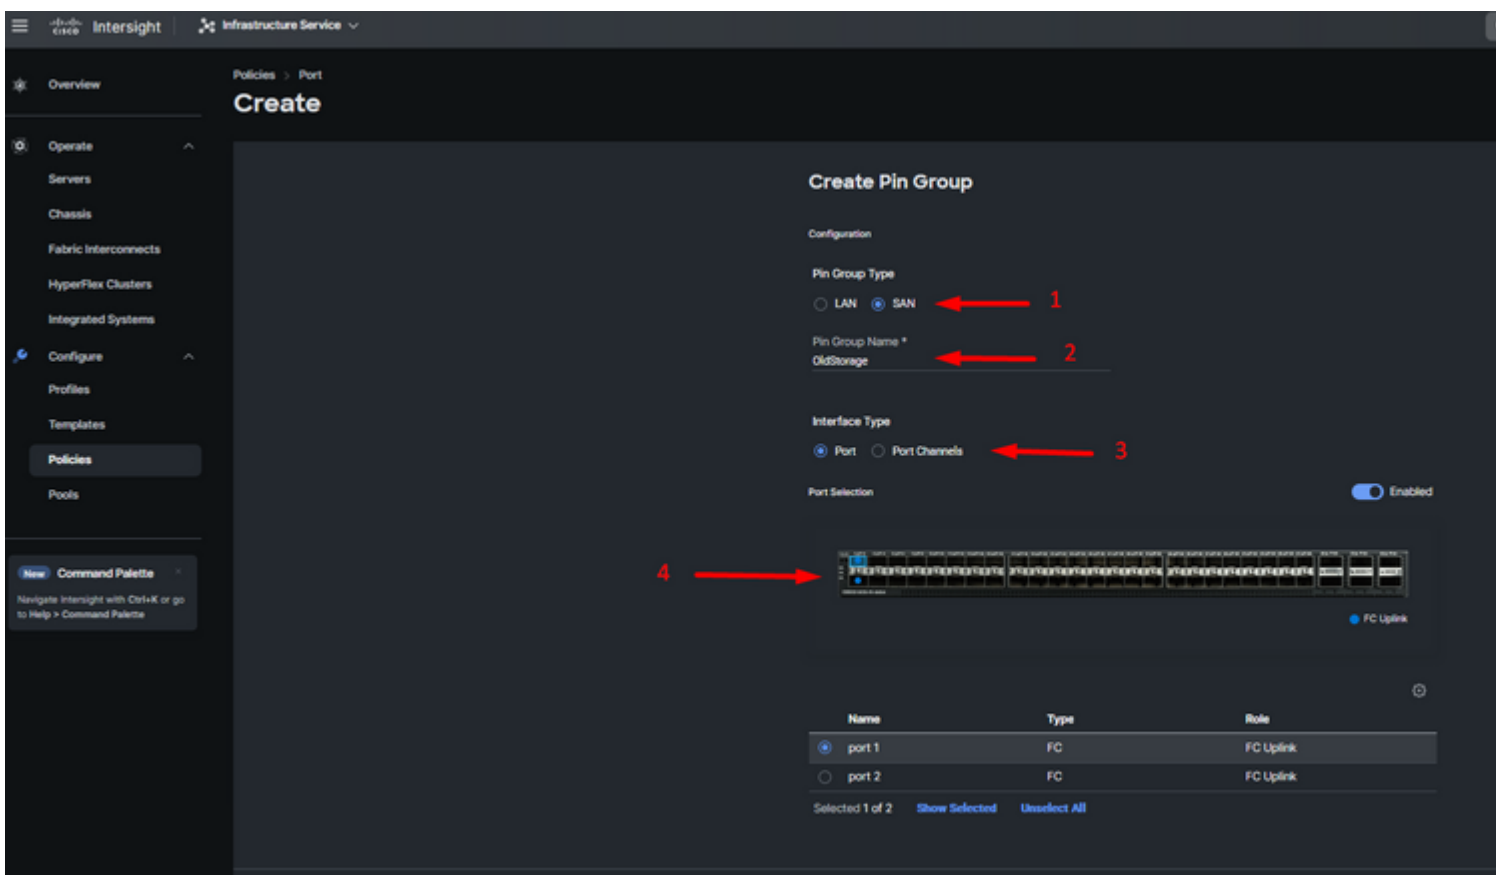 cisco Intersight Infrastructure Service
Overview
Policies > Port
Create
Operate
Servers
Chassis
Fabric Interconnects
HyperFlex Clusters
Integrated Systems
Configure
Profiles
Templates
Policies
Pools
New Command Palette
Navigate Intersight with Ctrl+K or go
to Help > Command Palette
Create Pin Group
Configuration
Pin Group Type
LAN SAN 1
Pin Group Name *
OldStorage 2
Interface Type
Port Port Channels 3
Port Selection Enabled
4
FC Uplink
Name Type Role
port 1 FC FC Uplink
port 2 FC FC Uplink
Selected 1 of 2 Show Selected Unselect All